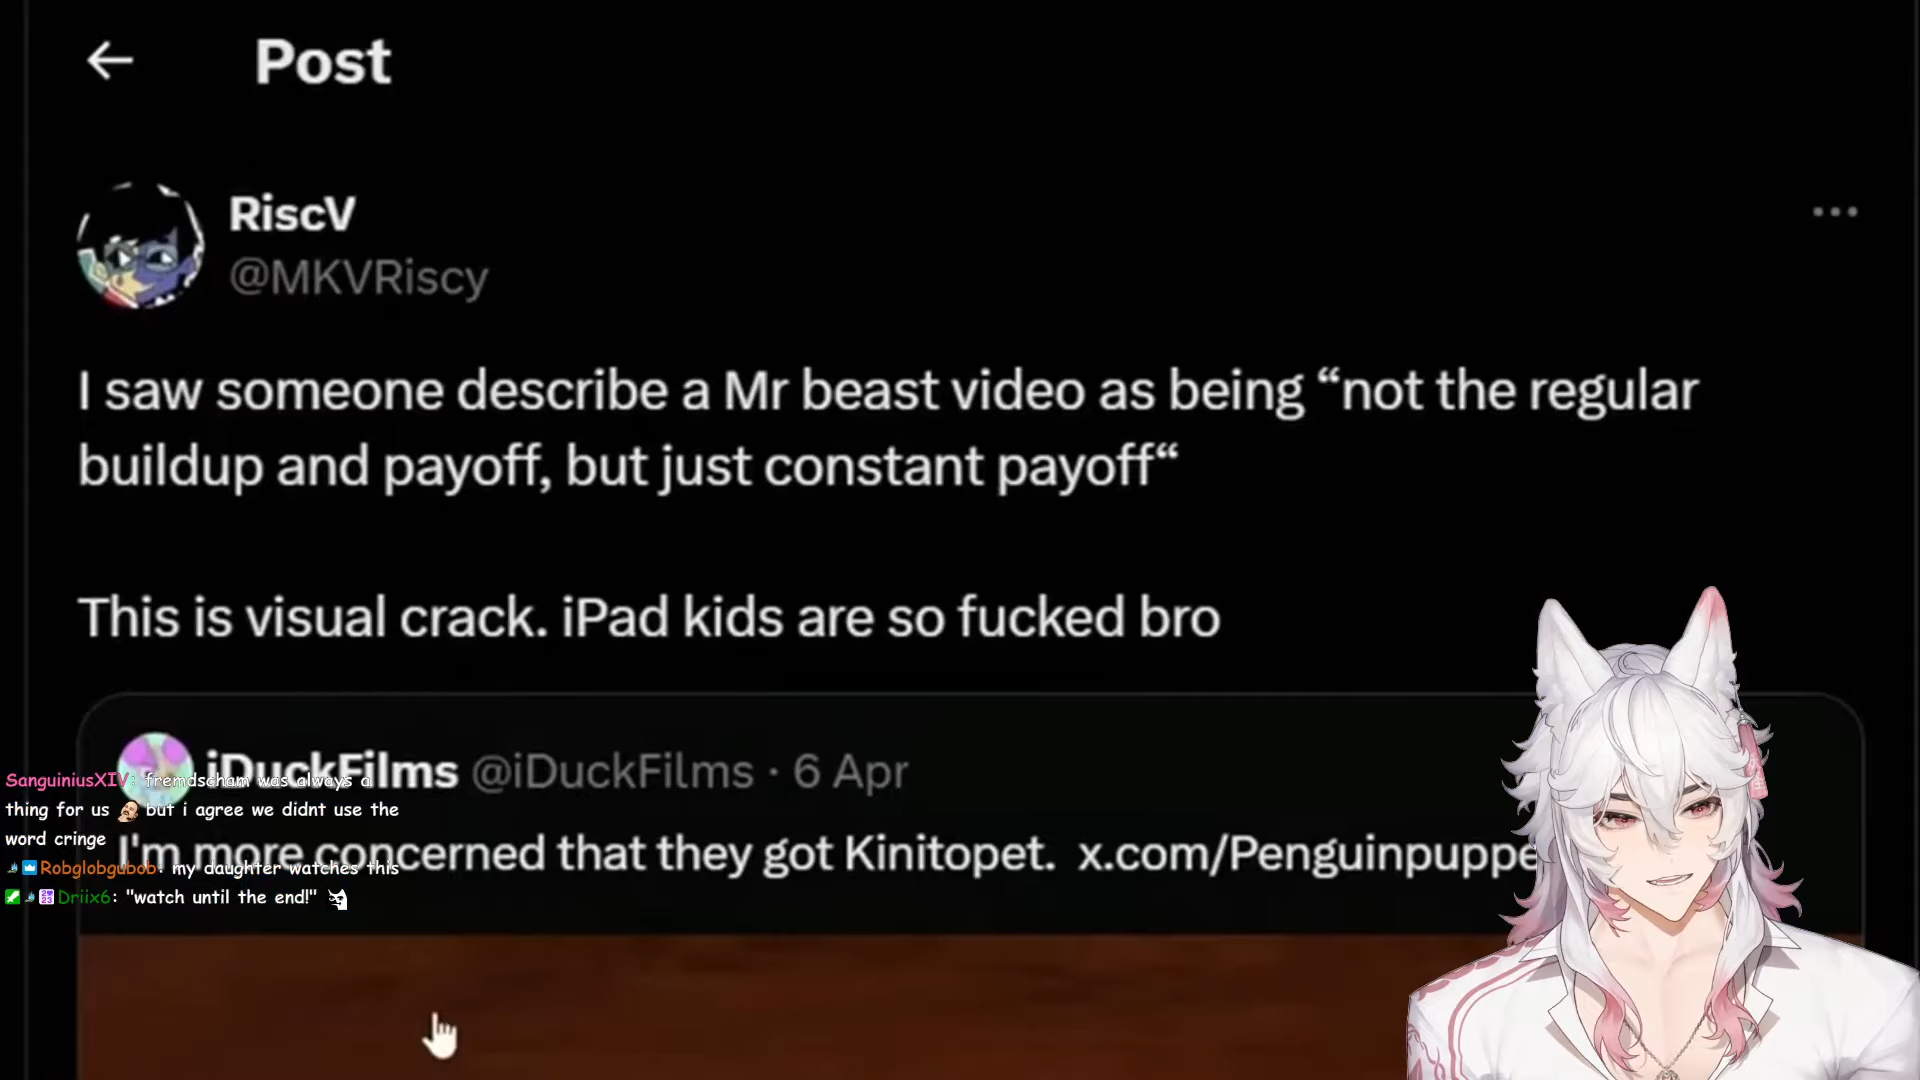 Post
RiscV
@MKVRiscy
I saw someone describe a Mr beast video as being “not the regular
buildup and payoff, but just constant payoff“
This is visual crack. iPad kids are so fucked bro
iDuckFilms @iDuckFilms · 6 Apr
I'm more concerned that they got Kinitopet. x.com/Penguinpuppe
SanguiniusXIV: fremdscham was always a
thing for us but i agree we didnt use the
word cringe
Robglobgubob: my daughter watches this
Driix6: "watch until the end!"